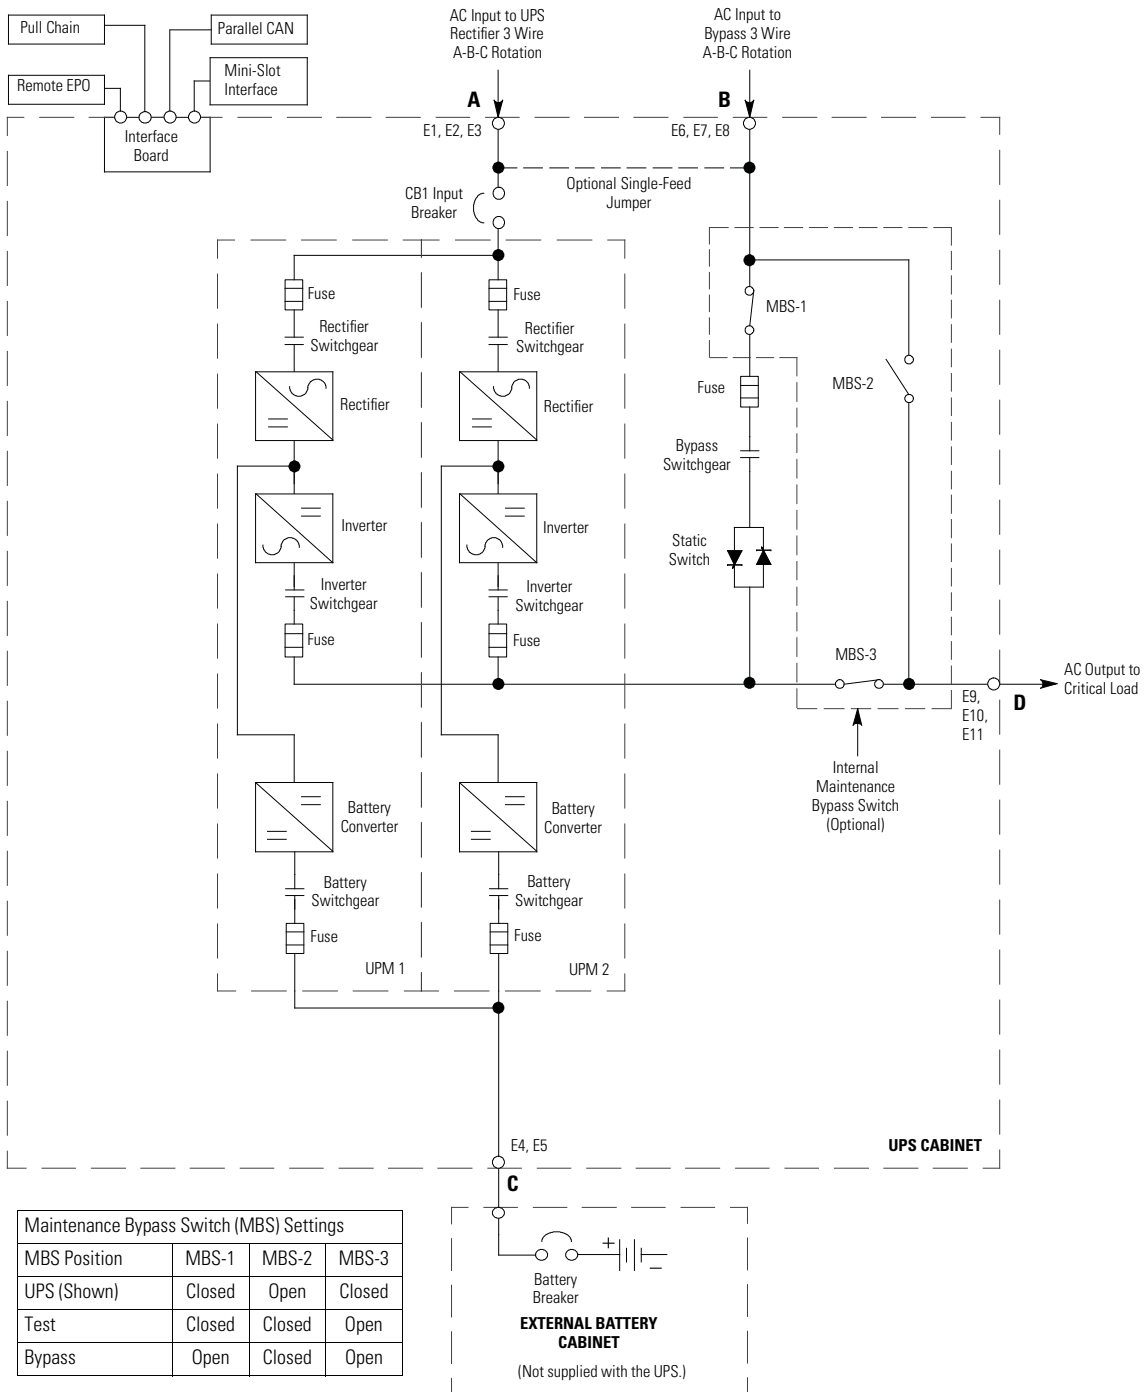 Pull Chain
Parallel CAN
Remote EPO
Mini-Slot
Interface
Interface
Board
AC Input to UPS
Rectifier 3 Wire
A-B-C Rotation
AC Input to
Bypass 3 Wire
A-B-C Rotation
A
B
E1, E2, E3
E6, E7, E8
Optional Single-Feed
Jumper
CB1 Input
Breaker
Fuse
Fuse
Rectifier
Switchgear
Rectifier
Switchgear
MBS-1
MBS-2
Rectifier
Rectifier
Fuse
Bypass
Switchgear
Inverter
Inverter
Static
Switch
Inverter
Switchgear
Inverter
Switchgear
Fuse
Fuse
MBS-3
AC Output to
Critical Load
E9,
E10,
E11
D
Internal
Maintenance
Bypass Switch
(Optional)
Battery
Converter
Battery
Converter
Battery
Switchgear
Battery
Switchgear
Fuse
Fuse
UPM 1
UPM 2
E4, E5
UPS CABINET
C
Maintenance Bypass Switch (MBS) Settings
MBS Position MBS-1 MBS-2 MBS-3
UPS (Shown) Closed Open Closed
Test Closed Closed Open
Bypass Open Closed Open
+
–
Battery
Breaker
EXTERNAL BATTERY
CABINET
(Not supplied with the UPS.)